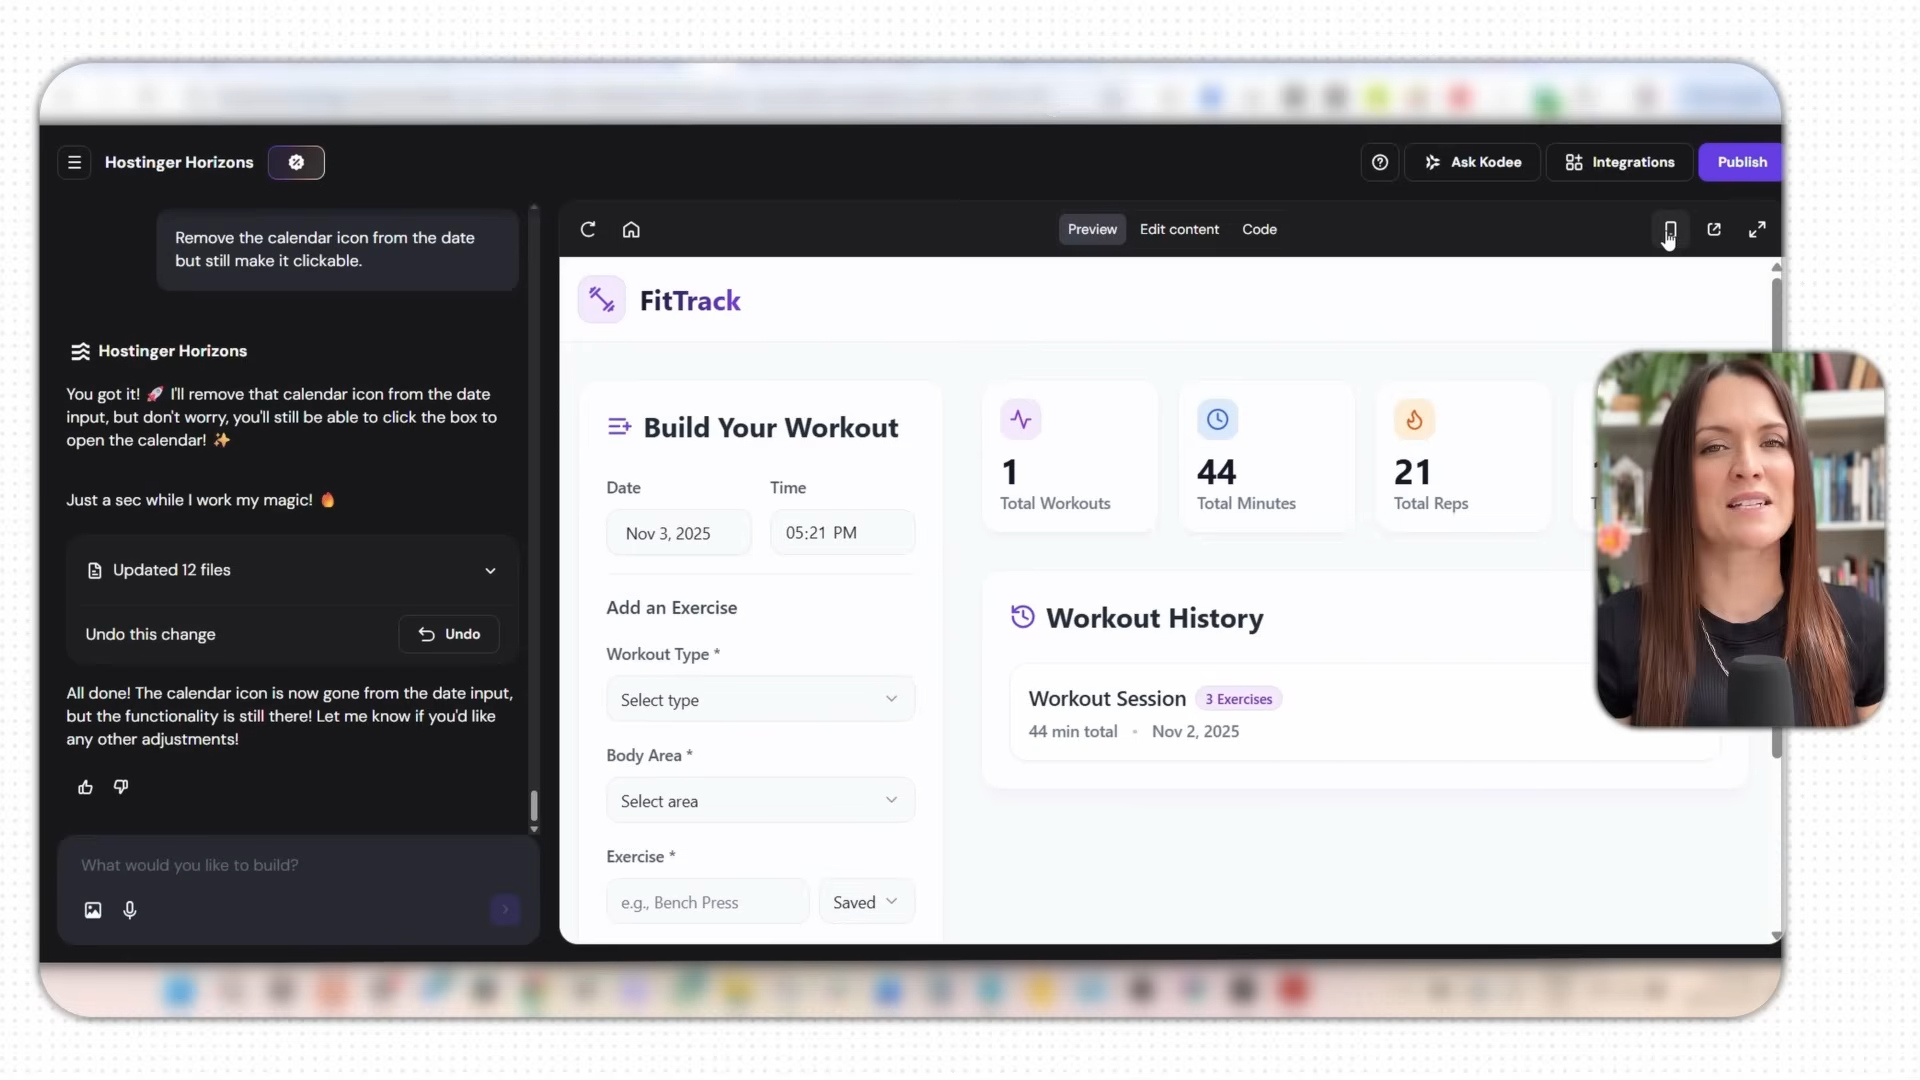 Hostinger Horizons
Ask Kodee
Integrations
Publish
Remove the calendar icon from the date
but still make it clickable.
Hostinger Horizons
You got it! 🚀 I'll remove that calendar icon from the date
input, but don't worry, you'll still be able to click the box to
open the calendar! ✨
Just a sec while I work my magic! 🔥
Updated 12 files
Undo this change
Undo
All done! The calendar icon is now gone from the date input,
but the functionality is still there! Let me know if you'd like
any other adjustments!
What would you like to build?
Preview
Edit content
Code
FitTrack
Build Your Workout
Date
Time
Nov 3, 2025
05:21 PM
Add an Exercise
Workout Type *
Select type
Body Area *
Select area
Exercise *
e.g., Bench Press
Saved
1
Total Workouts
44
Total Minutes
21
Total Reps
Workout History
Workout Session
3 Exercises
44 min total • Nov 2, 2025